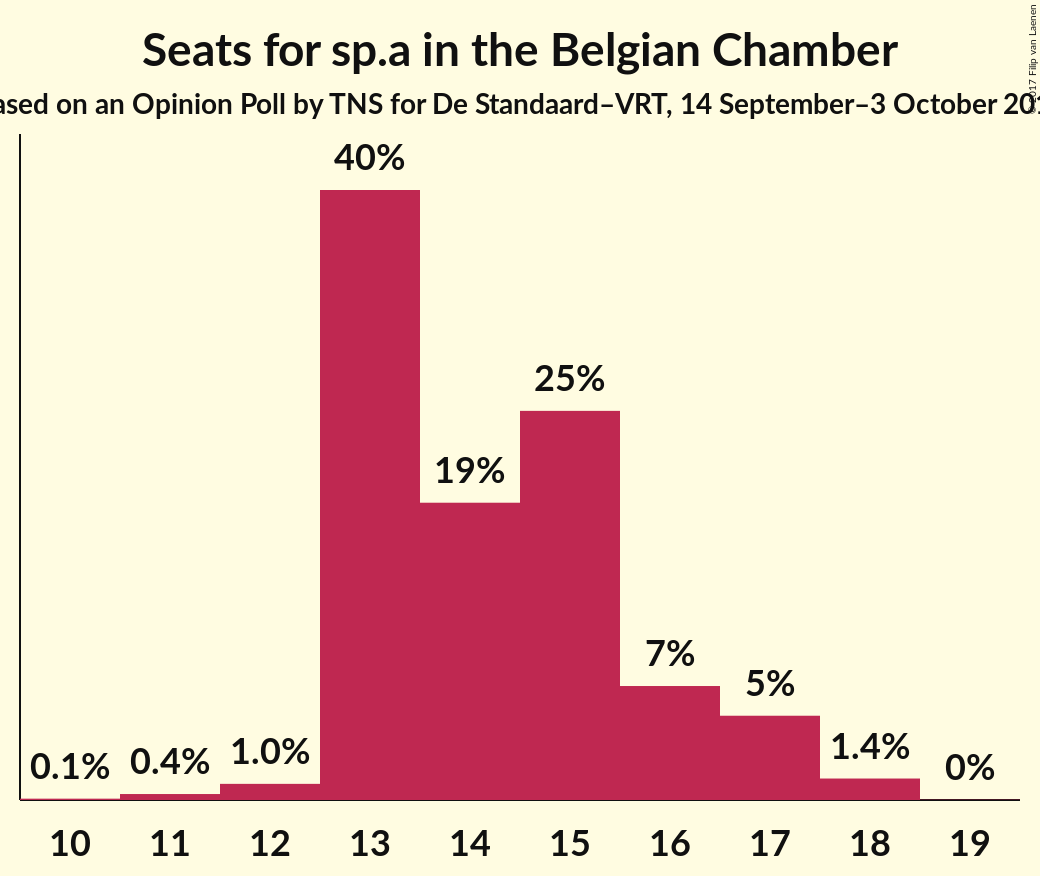 Seats for sp.a in the Belgian Chamber
ased on an Opinion Poll by TNS for De Standaard–VRT, 14 September–3 October 201
© 2017 Filip van Laenen
40%
25%
19%
7%
5%
1.4%
1.0%
0.4%
0.1%
0%
10 11 12 13 14 15 16 17 18 19